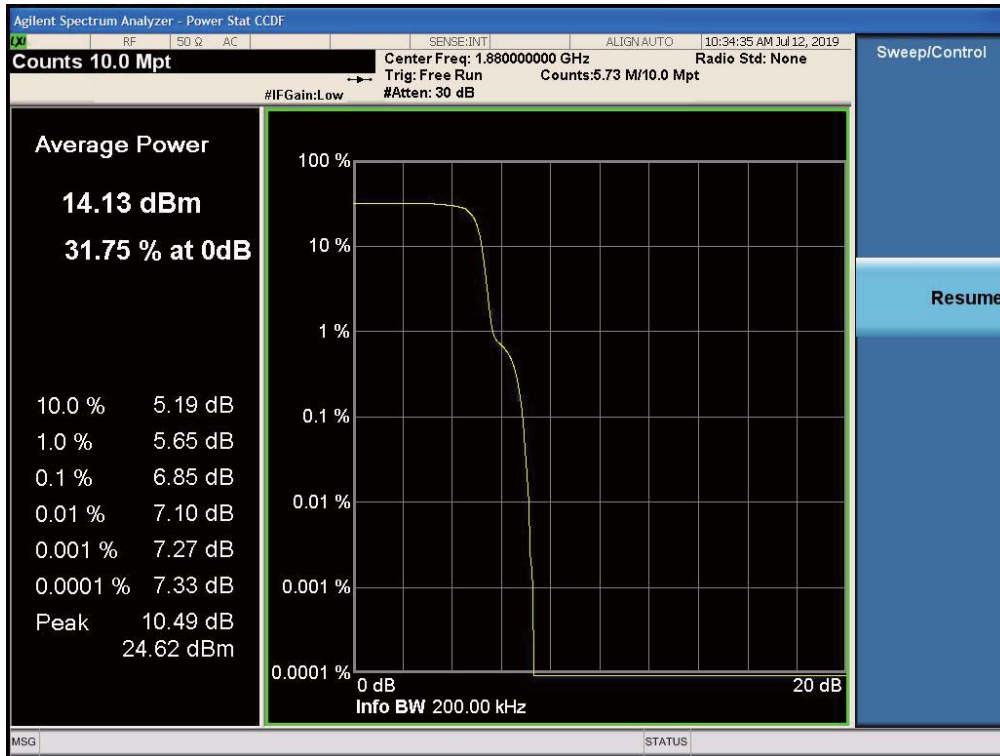 Agilent Spectrum Analyzer - Power Stat CCDF
LXI RF 50 Ω AC SENSE:INT ALIGN AUTO 10:34:35 AM Jul 12, 2019
Counts 10.0 Mpt
Center Freq: 1.880000000 GHz Radio Std: None
Trig: Free Run Counts:5.73 M/10.0 Mpt
#IFGain:Low #Atten: 30 dB
Sweep/Control
Resume
Average Power
14.13 dBm
31.75 % at 0dB
10.0 % 5.19 dB
1.0 % 5.65 dB
0.1 % 6.85 dB
0.01 % 7.10 dB
0.001 % 7.27 dB
0.0001 % 7.33 dB
Peak 10.49 dB
24.62 dBm
100 %
10 %
1 %
0.1 %
0.01 %
0.001 %
0.0001 %
0 dB 20 dB
Info BW 200.00 kHz
MSG STATUS